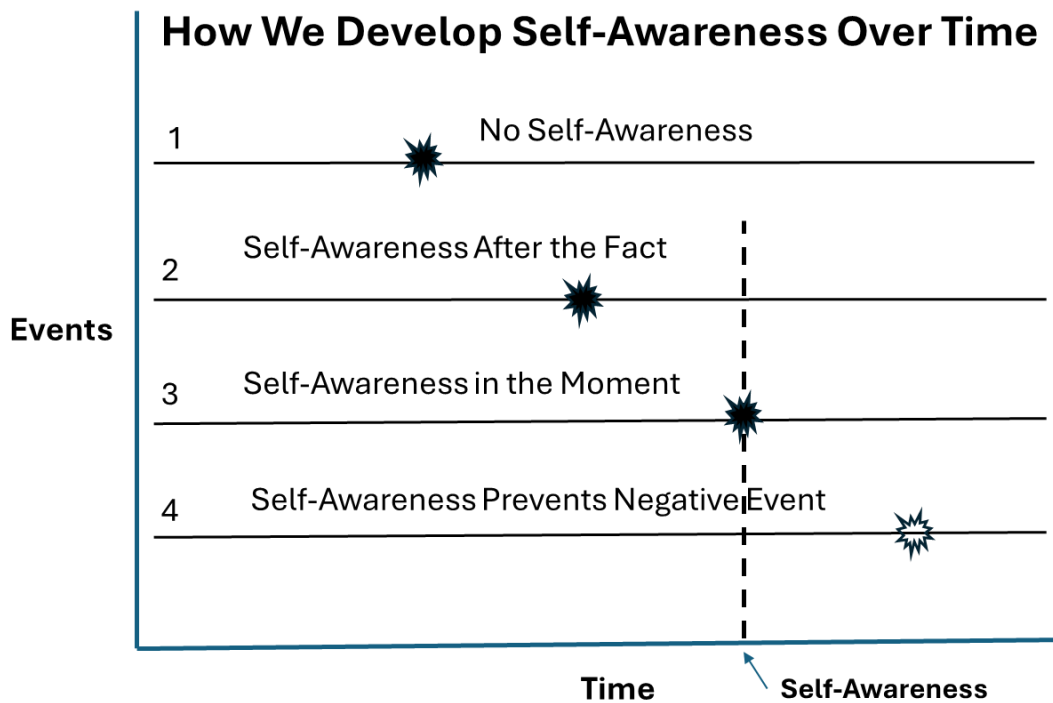 How We Develop Self-Awareness Over Time
1
No Self-Awareness
Self-Awareness After the Fact
2
Events
Self-Awareness in the Moment
3
Self-Awareness Prevents Negative Event
4
Time
Self-Awareness